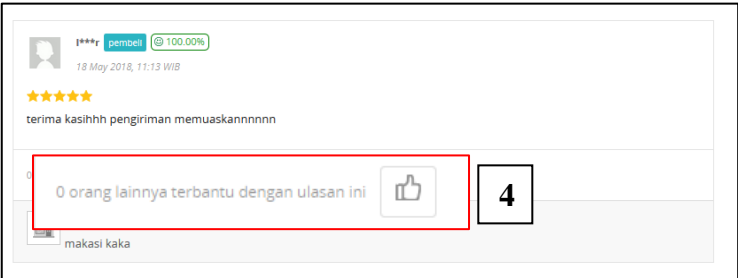 l***r pembeli 100.00%
18 May 2018, 11:13 WIB
terima kasihhh pengiriman memuaskannnnnn
0
0 orang lainnya terbantu dengan ulasan ini
4
makasi kaka